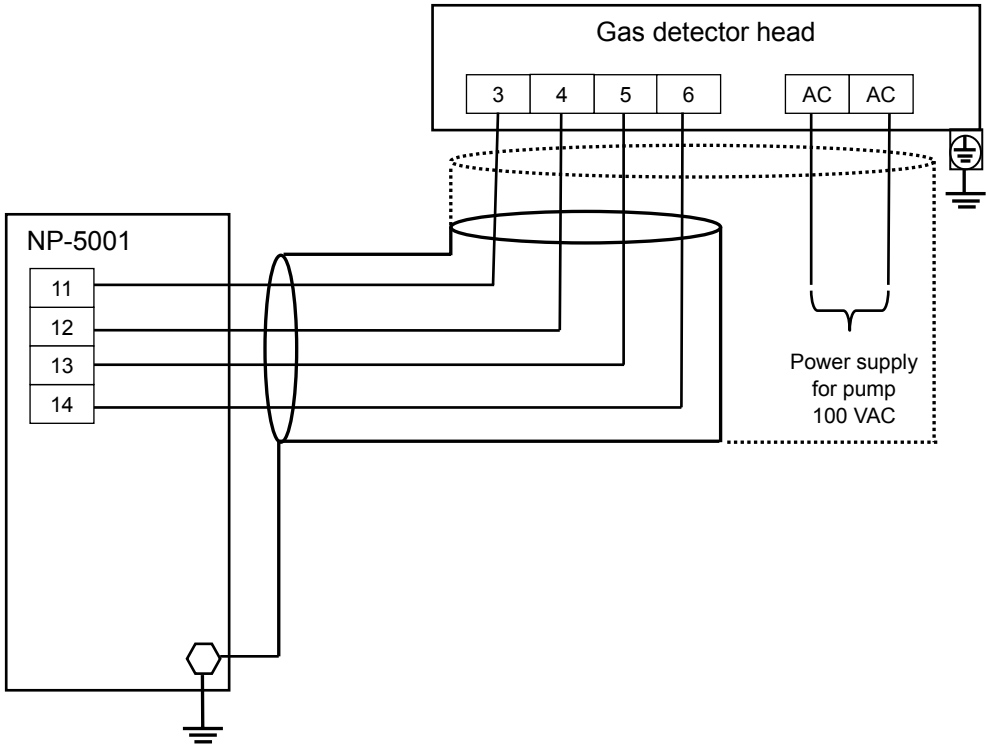 Gas detector head
3 4 5 6 AC AC
NP-5001
11
12
13
14
Power supply
for pump
100 VAC